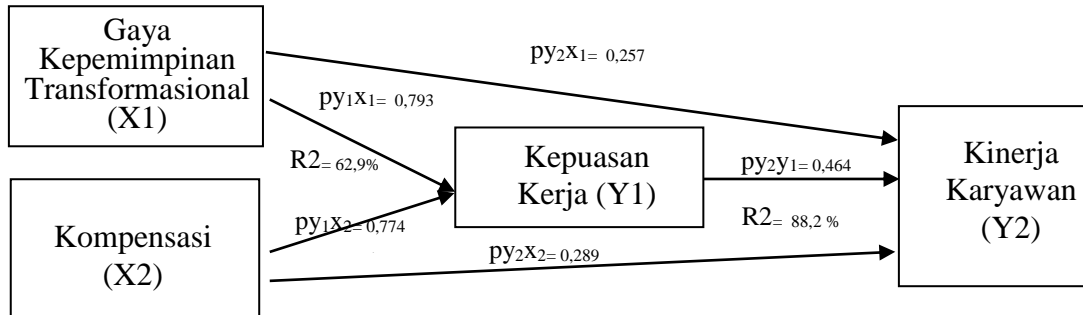 Gaya
Kepemimpinan
Transformasional
(X1)
py₂x₁= 0,257
py₁x₁= 0,793
R2= 62,9%
Kepuasan
Kerja (Y1)
py₂y₁= 0,464
R2= 88,2 %
Kinerja
Karyawan
(Y2)
Kompensasi
(X2)
py₁x₂= 0,774
py₂x₂= 0,289